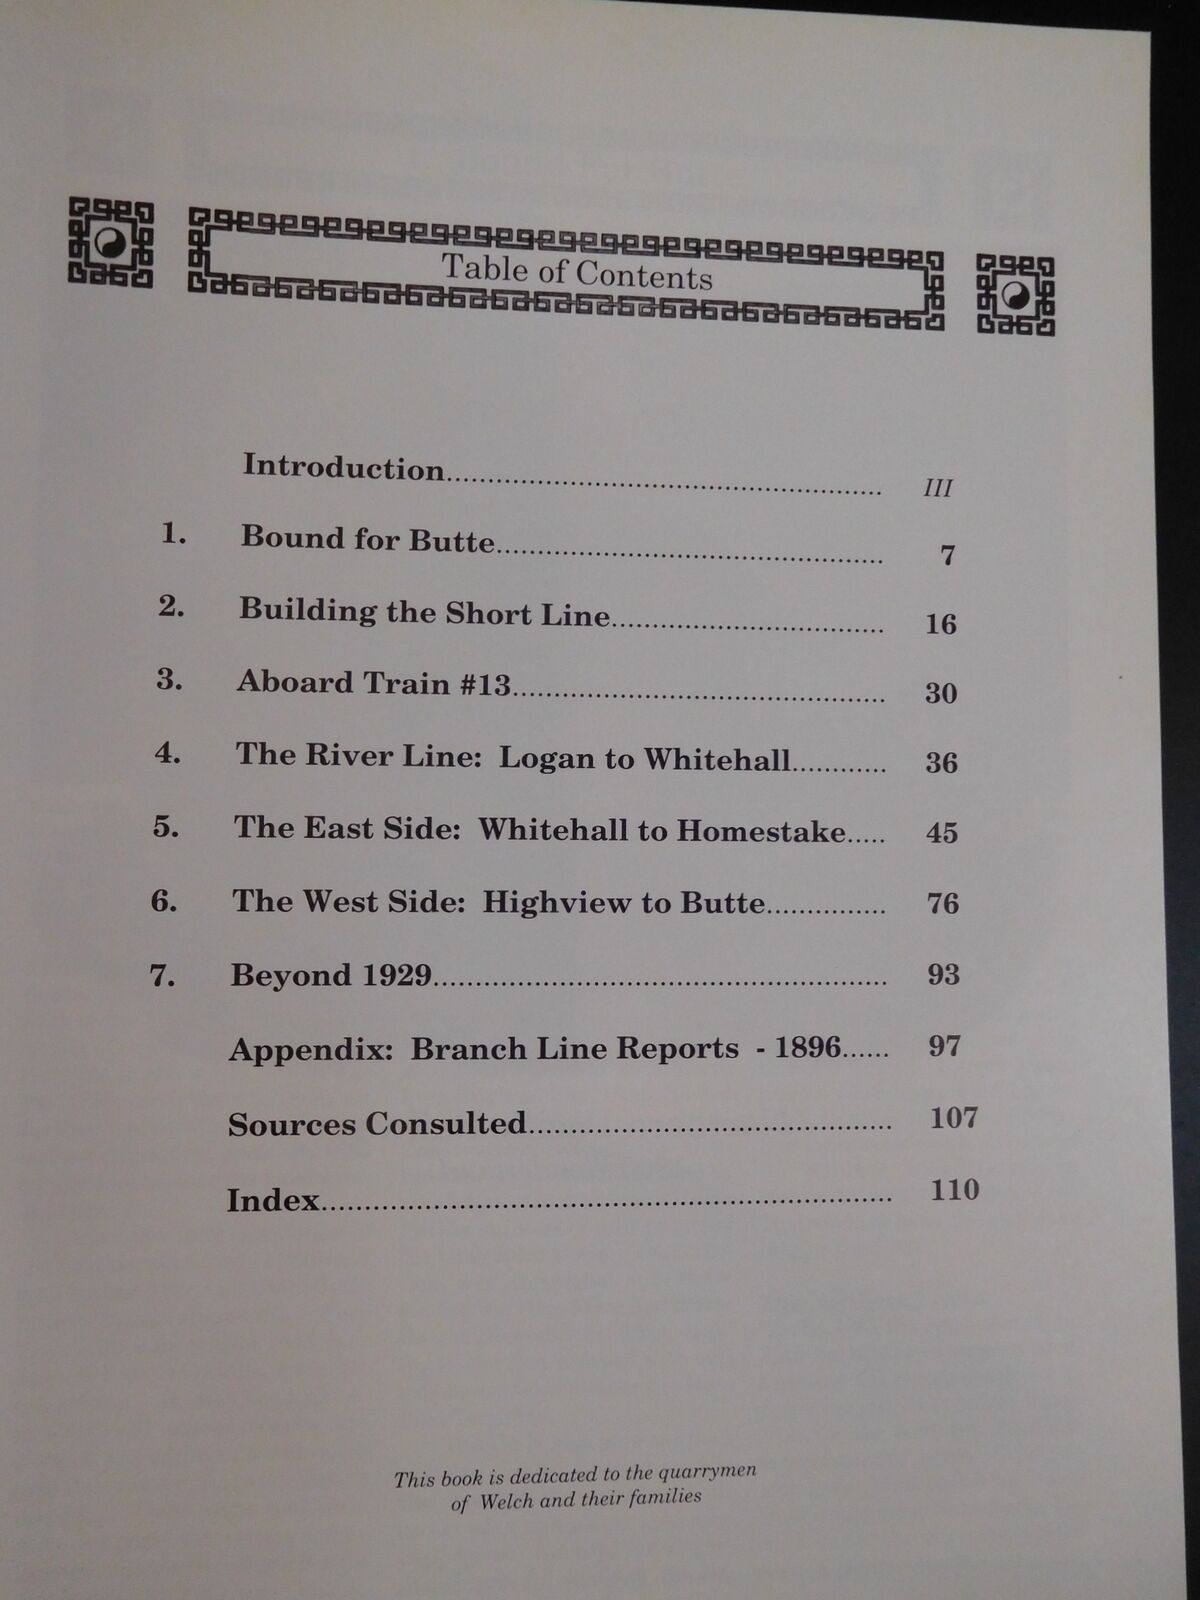 Table of Contents
Introduction.................................................. III
1. Bound for Butte............................................. 7
2. Building the Short Line................................ 16
3. Aboard Train #13........................................... 30
4. The River Line:  Logan to Whitehall............ 36
5. The East Side:  Whitehall to Homestake..... 45
6. The West Side:  Highview to Butte............... 76
7. Beyond 1929.................................................... 93
Appendix:  Branch Line Reports  - 1896...... 97
Sources Consulted.......................................... 107
Index................................................................. 110
This book is dedicated to the quarrymen
of Welch and their families